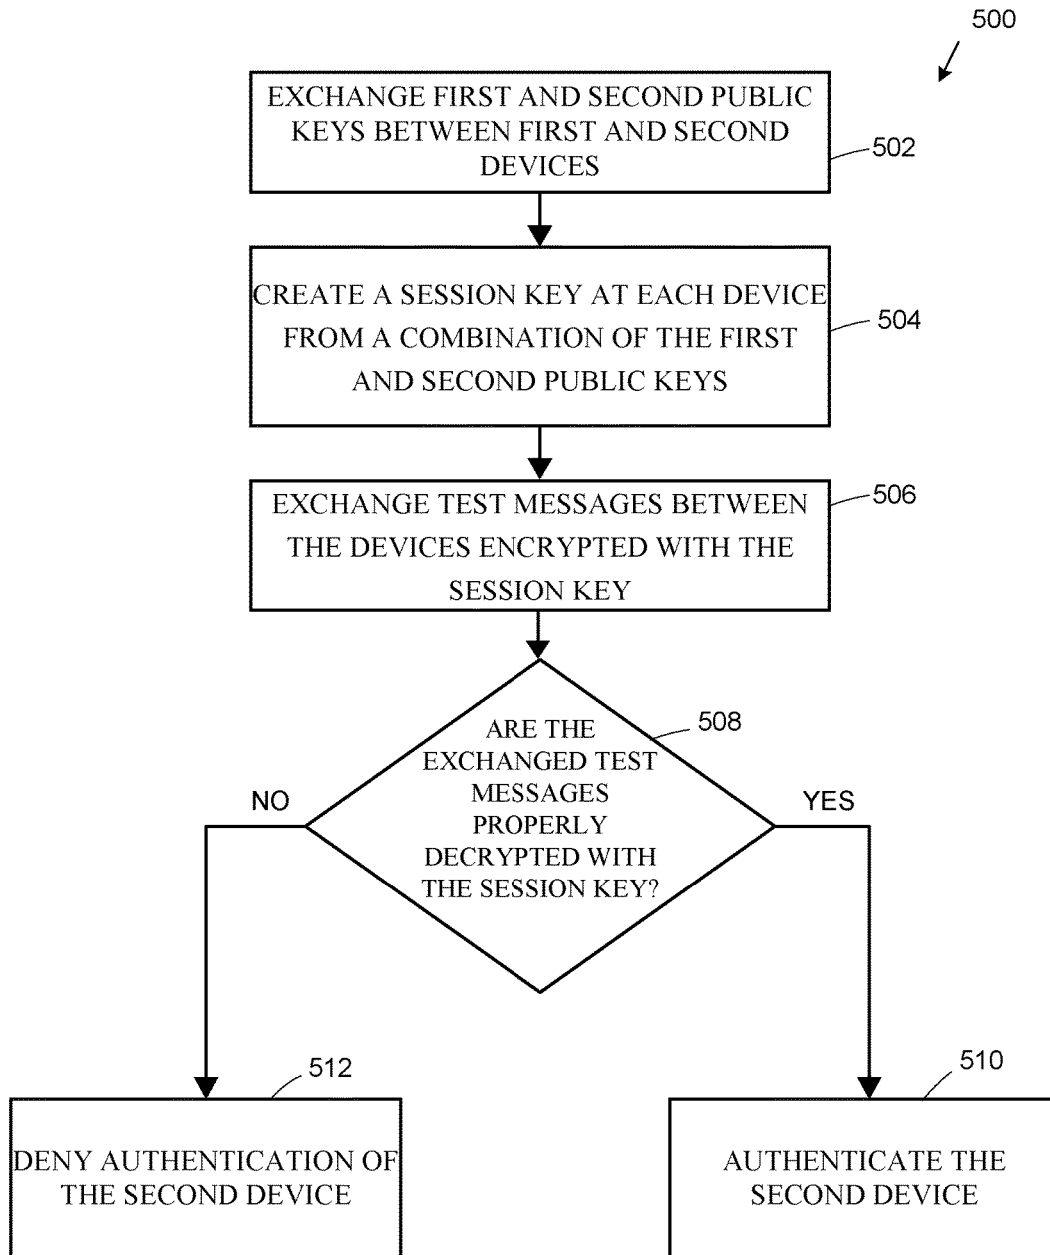 500
EXCHANGE FIRST AND SECOND PUBLIC
KEYS BETWEEN FIRST AND SECOND
DEVICES
502
CREATE A SESSION KEY AT EACH DEVICE
FROM A COMBINATION OF THE FIRST
AND SECOND PUBLIC KEYS
504
EXCHANGE TEST MESSAGES BETWEEN
THE DEVICES ENCRYPTED WITH THE
SESSION KEY
506
ARE THE
EXCHANGED TEST
MESSAGES
PROPERLY
DECRYPTED WITH
THE SESSION KEY?
508
NO
YES
512
DENY AUTHENTICATION OF
THE SECOND DEVICE
510
AUTHENTICATE THE
SECOND DEVICE